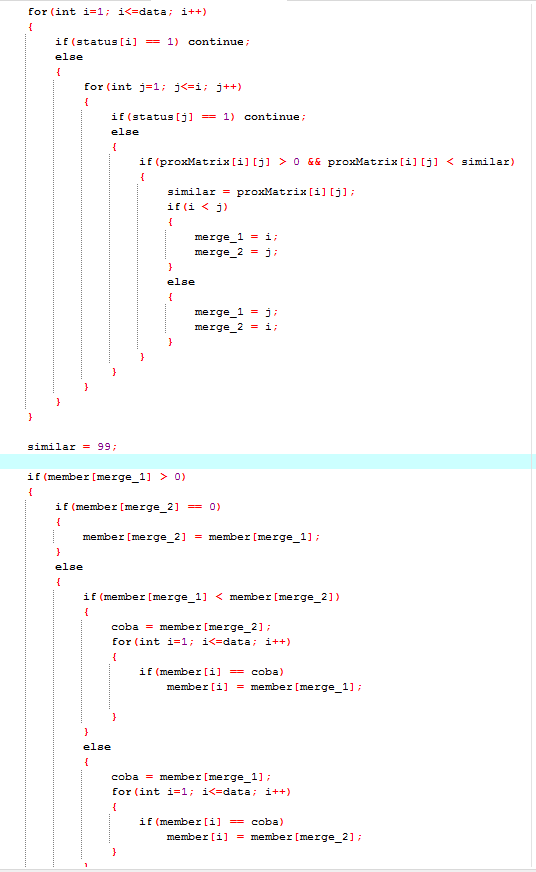 for(int i=1; i<=data; i++)
{
if(status[i] == 1) continue;
else
{
for(int j=1; j<=i; j++)
{
if(status[j] == 1) continue;
else
{
if(proxMatrix[i][j] > 0 && proxMatrix[i][j] < similar)
{
similar = proxMatrix[i][j];
if(i < j)
{
merge_1 = i;
merge_2 = j;
}
else
{
merge_1 = j;
merge_2 = i;
}
}
}
}
}
}
similar = 99;
if(member[merge_1] > 0)
{
if(member[merge_2] == 0)
{
member[merge_2] = member[merge_1];
}
else
{
if(member[merge_1] < member[merge_2])
{
coba = member[merge_2];
for(int i=1; i<=data; i++)
{
if(member[i] == coba)
member[i] = member[merge_1];
}
}
else
{
coba = member[merge_1];
for(int i=1; i<=data; i++)
{
if(member[i] == coba)
member[i] = member[merge_2];
}
}